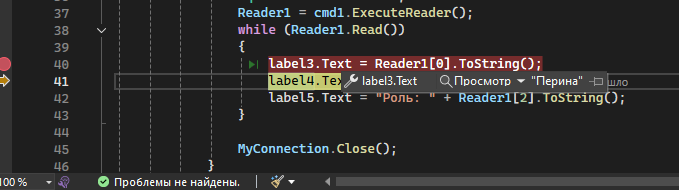 37 Reader1 = cmd1.ExecuteReader();
38 while (Reader1.Read())
39 {
40 label3.Text = Reader1[0].ToString();
41 label4.Te label3.Text Просмотр "Перина" шло
42 label5.Text = "Роль: " + Reader1[2].ToString();
43 }
44
45 MyConnection.Close();
46 }
100 % Проблемы не найдены.